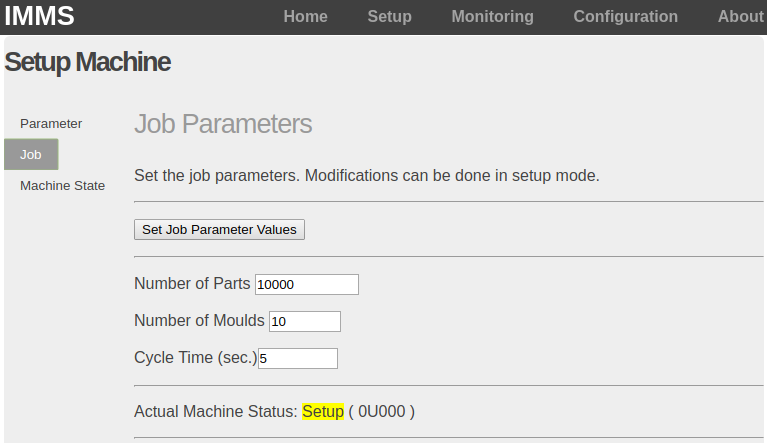 IMMS
Home Setup Monitoring Configuration About
Setup Machine
Parameter
Job
Machine State
Job Parameters
Set the job parameters. Modifications can be done in setup mode.
Set Job Parameter Values
Number of Parts 10000
Number of Moulds 10
Cycle Time (sec.) 5
Actual Machine Status: Setup ( 0U000 )